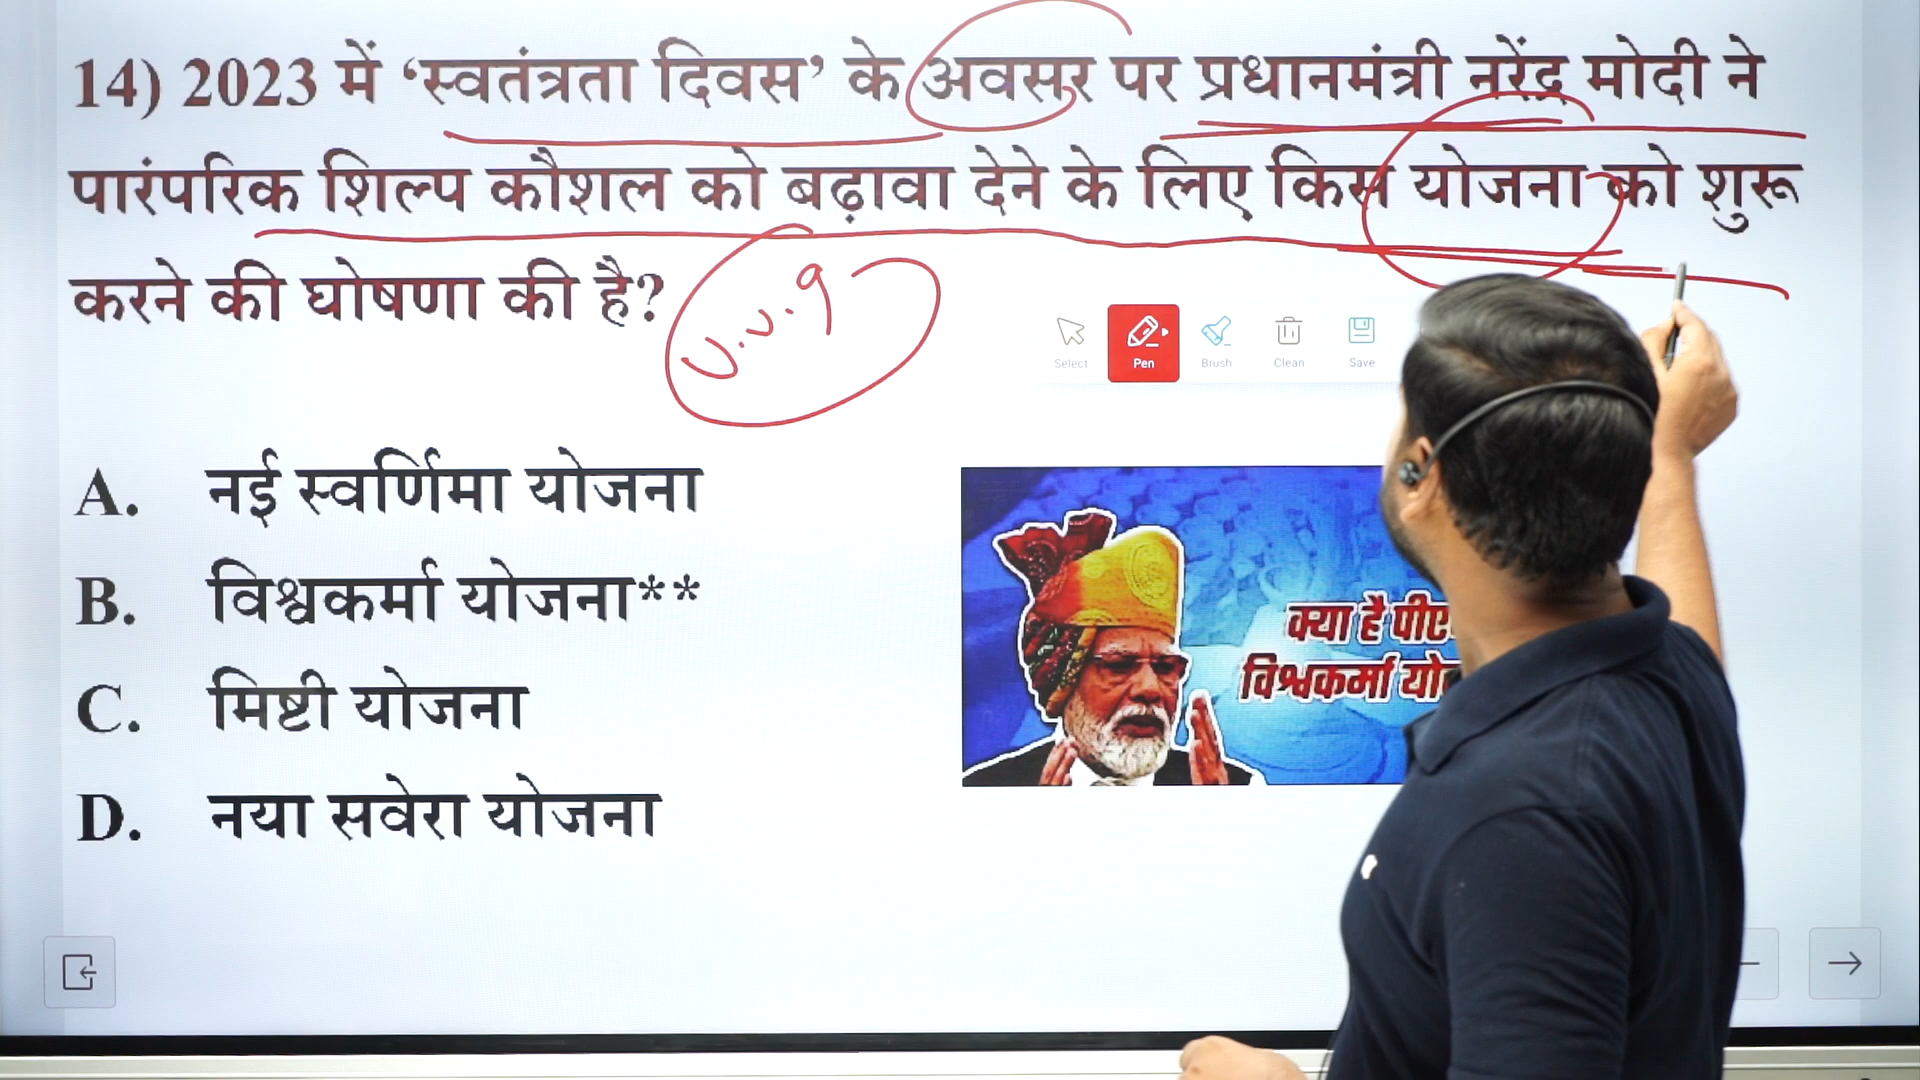 14) 2023 में ‘स्वतंत्रता दिवस’ के अवसर पर प्रधानमंत्री नरेंद्र मोदी ने
पारंपरिक शिल्प कौशल को बढ़ावा देने के लिए किस योजना को शुरू
करने की घोषणा की है?
Select
Pen
Brush
Clean
Save
A. नई स्वर्णिमा योजना
B. विश्वकर्मा योजना**
C. मिष्टी योजना
D. नया सवेरा योजना
क्या है
विश्वकर्मा